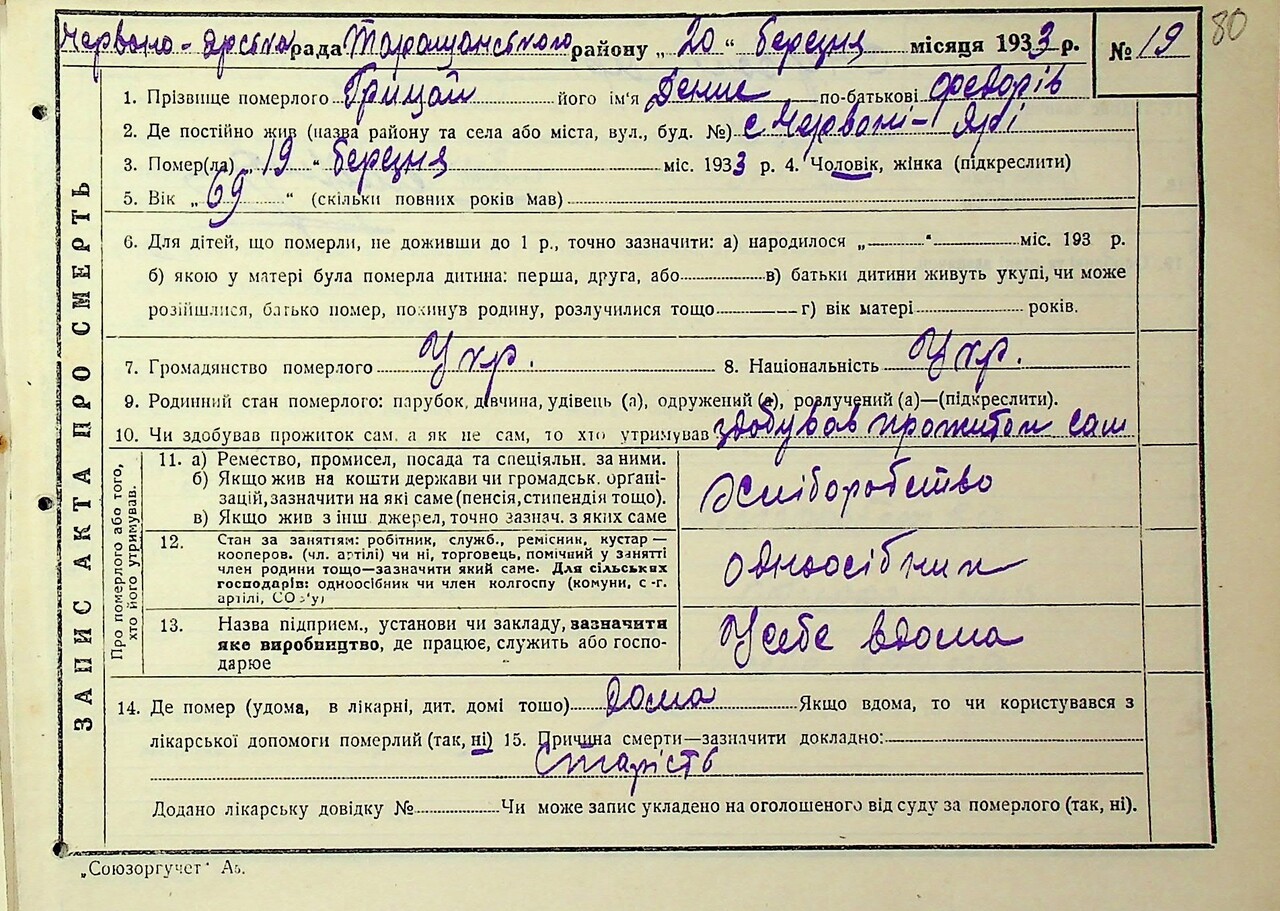 Червоно-Ярська рада Таращанського району „ 20 “ березня місяця 1933 р.
№ 19
80
ЗАПИС АКТА ПРО СМЕРТЬ
1. Прізвище померлого Грицай його ім'я Денис по-батькові Федорів
2. Де постійно жив (назва району та села або міста, вул., буд. №) с Червоні-Ярі
3. Помер(ла) „ 19 “ березня міс. 1933 р. 4. Чоловік, жінка (підкреслити)
5. Вік „ 69 “ (скільки повних років мав)
6. Для дітей, що померли, не доживши до 1 р., точно зазначити: а) народилося „ “ міс. 193 р.
б) якою у матері була померла дитина: перша, друга, або в) батьки дитини живуть укупі, чи може
розійшлися, батько помер, покинув родину, розлучилися тощо г) вік матері років.
7. Громадянство померлого Укр. 8. Національність Укр.
9. Родинний стан померлого: парубок, дівчина, удівець (а), одружений (а), розлучений (а)—(підкреслити).
10. Чи здобував прожиток сам, а як не сам, то хто утримував здобував прожиток сам
Про померлого або того,
хто його утримував.
11. а) Ремество, промисел, посада та спеціяльн. за ними.
б) Якщо жив на кошти держави чи громадськ. органі-
зацій, зазначити на які саме (пенсія, стипендія тощо).
в) Якщо жив з інш джерел, точно зазнач. з яких саме
Хліборобство
12. Стан за занятям: робітник, служб., ремісник, кустар —
кооперов. (чл. артілі) чи ні, торговець, помічний у занятті
член родини тощо—зазначити який саме. Для сільських
господарів: одноосібник чи член колгоспу (комуни, с-г.
артілі, СОЗ'у)
одноосібник
13. Назва підприєм., установи чи закладу, зазначити
яке виробництво, де працює, служить або госпо-
дарює
У себе вдома
14. Де помер (удома, в лікарні, дит. домі тощо) Дома Якщо вдома, то чи користувався з
лікарської допомоги померлий (так, ні) 15. Причина смерти—зазначити докладно:
Старість
Додано лікарську довідку № Чи може запис укладено на оголошеного від суду за померлого (так, ні).
„Союзоргучет“